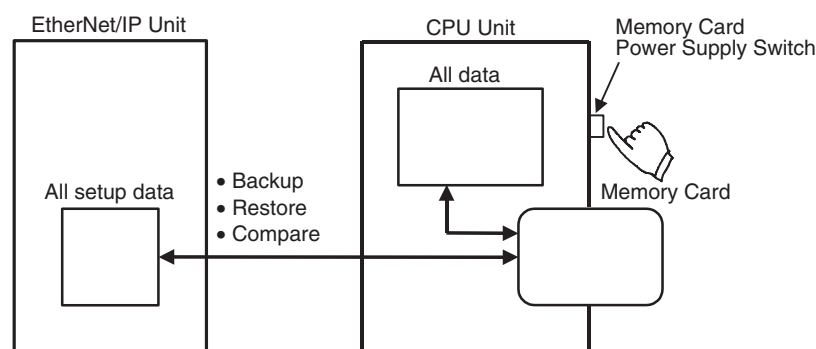 EtherNet/IP Unit
CPU Unit
Memory Card
Power Supply Switch
All data
All setup data
• Backup
• Restore
• Compare
Memory Card